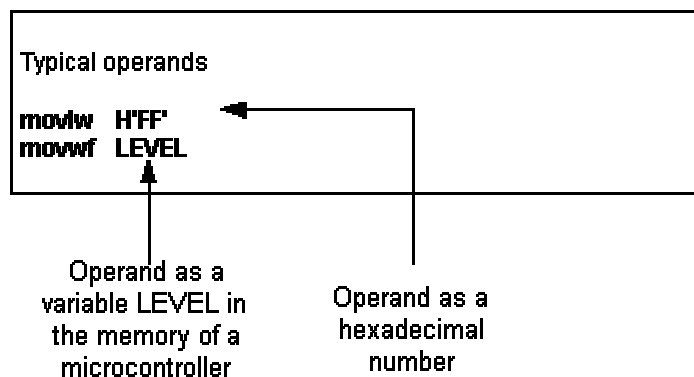 Typical operands
movlw H'FF'
movwf LEVEL
Operand as a
variable LEVEL in
the memory of a
microcontroller
Operand as a
hexadecimal
number